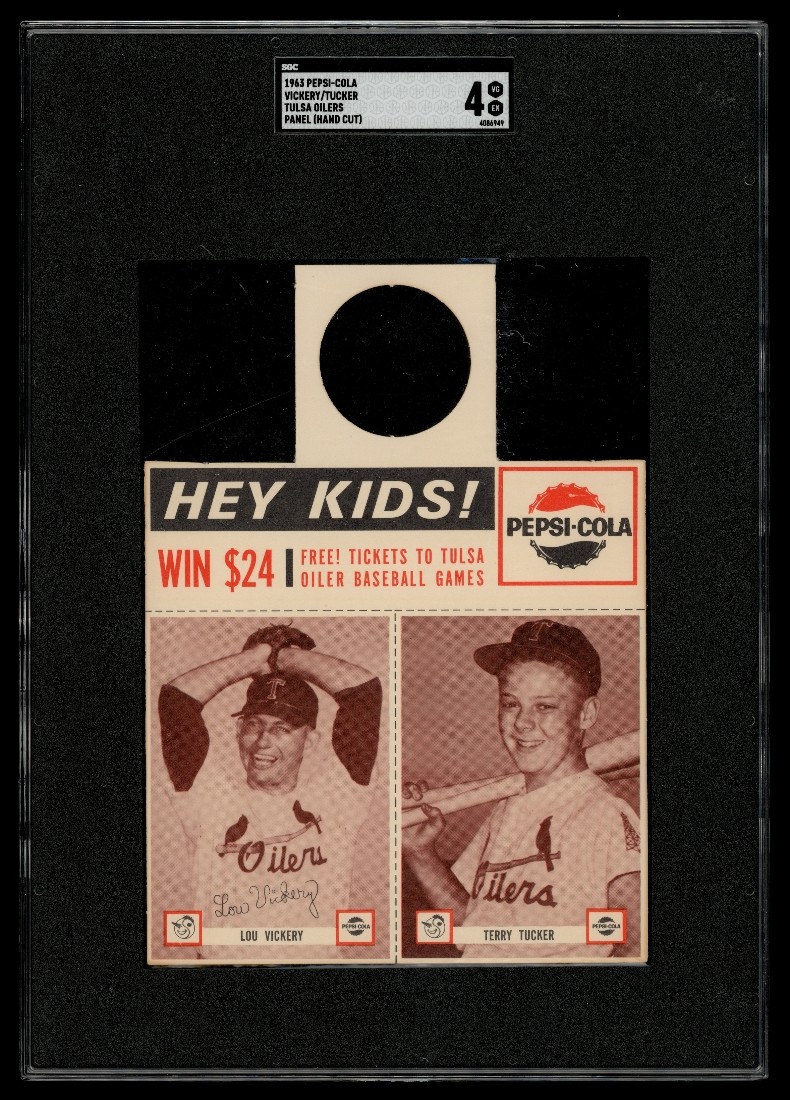 SGC
1963 PEPSI-COLA
VICKERY/TUCKER
TULSA OILERS
PANEL (HAND CUT)
4
VG
EX
4086949
HEY KIDS!
PEPSI-COLA
WIN $24
FREE! TICKETS TO TULSA
OILER BASEBALL GAMES
T
Oilers
Lou Vickery
LOU VICKERY
PEPSI-COLA
T
Oilers
TERRY TUCKER
PEPSI-COLA